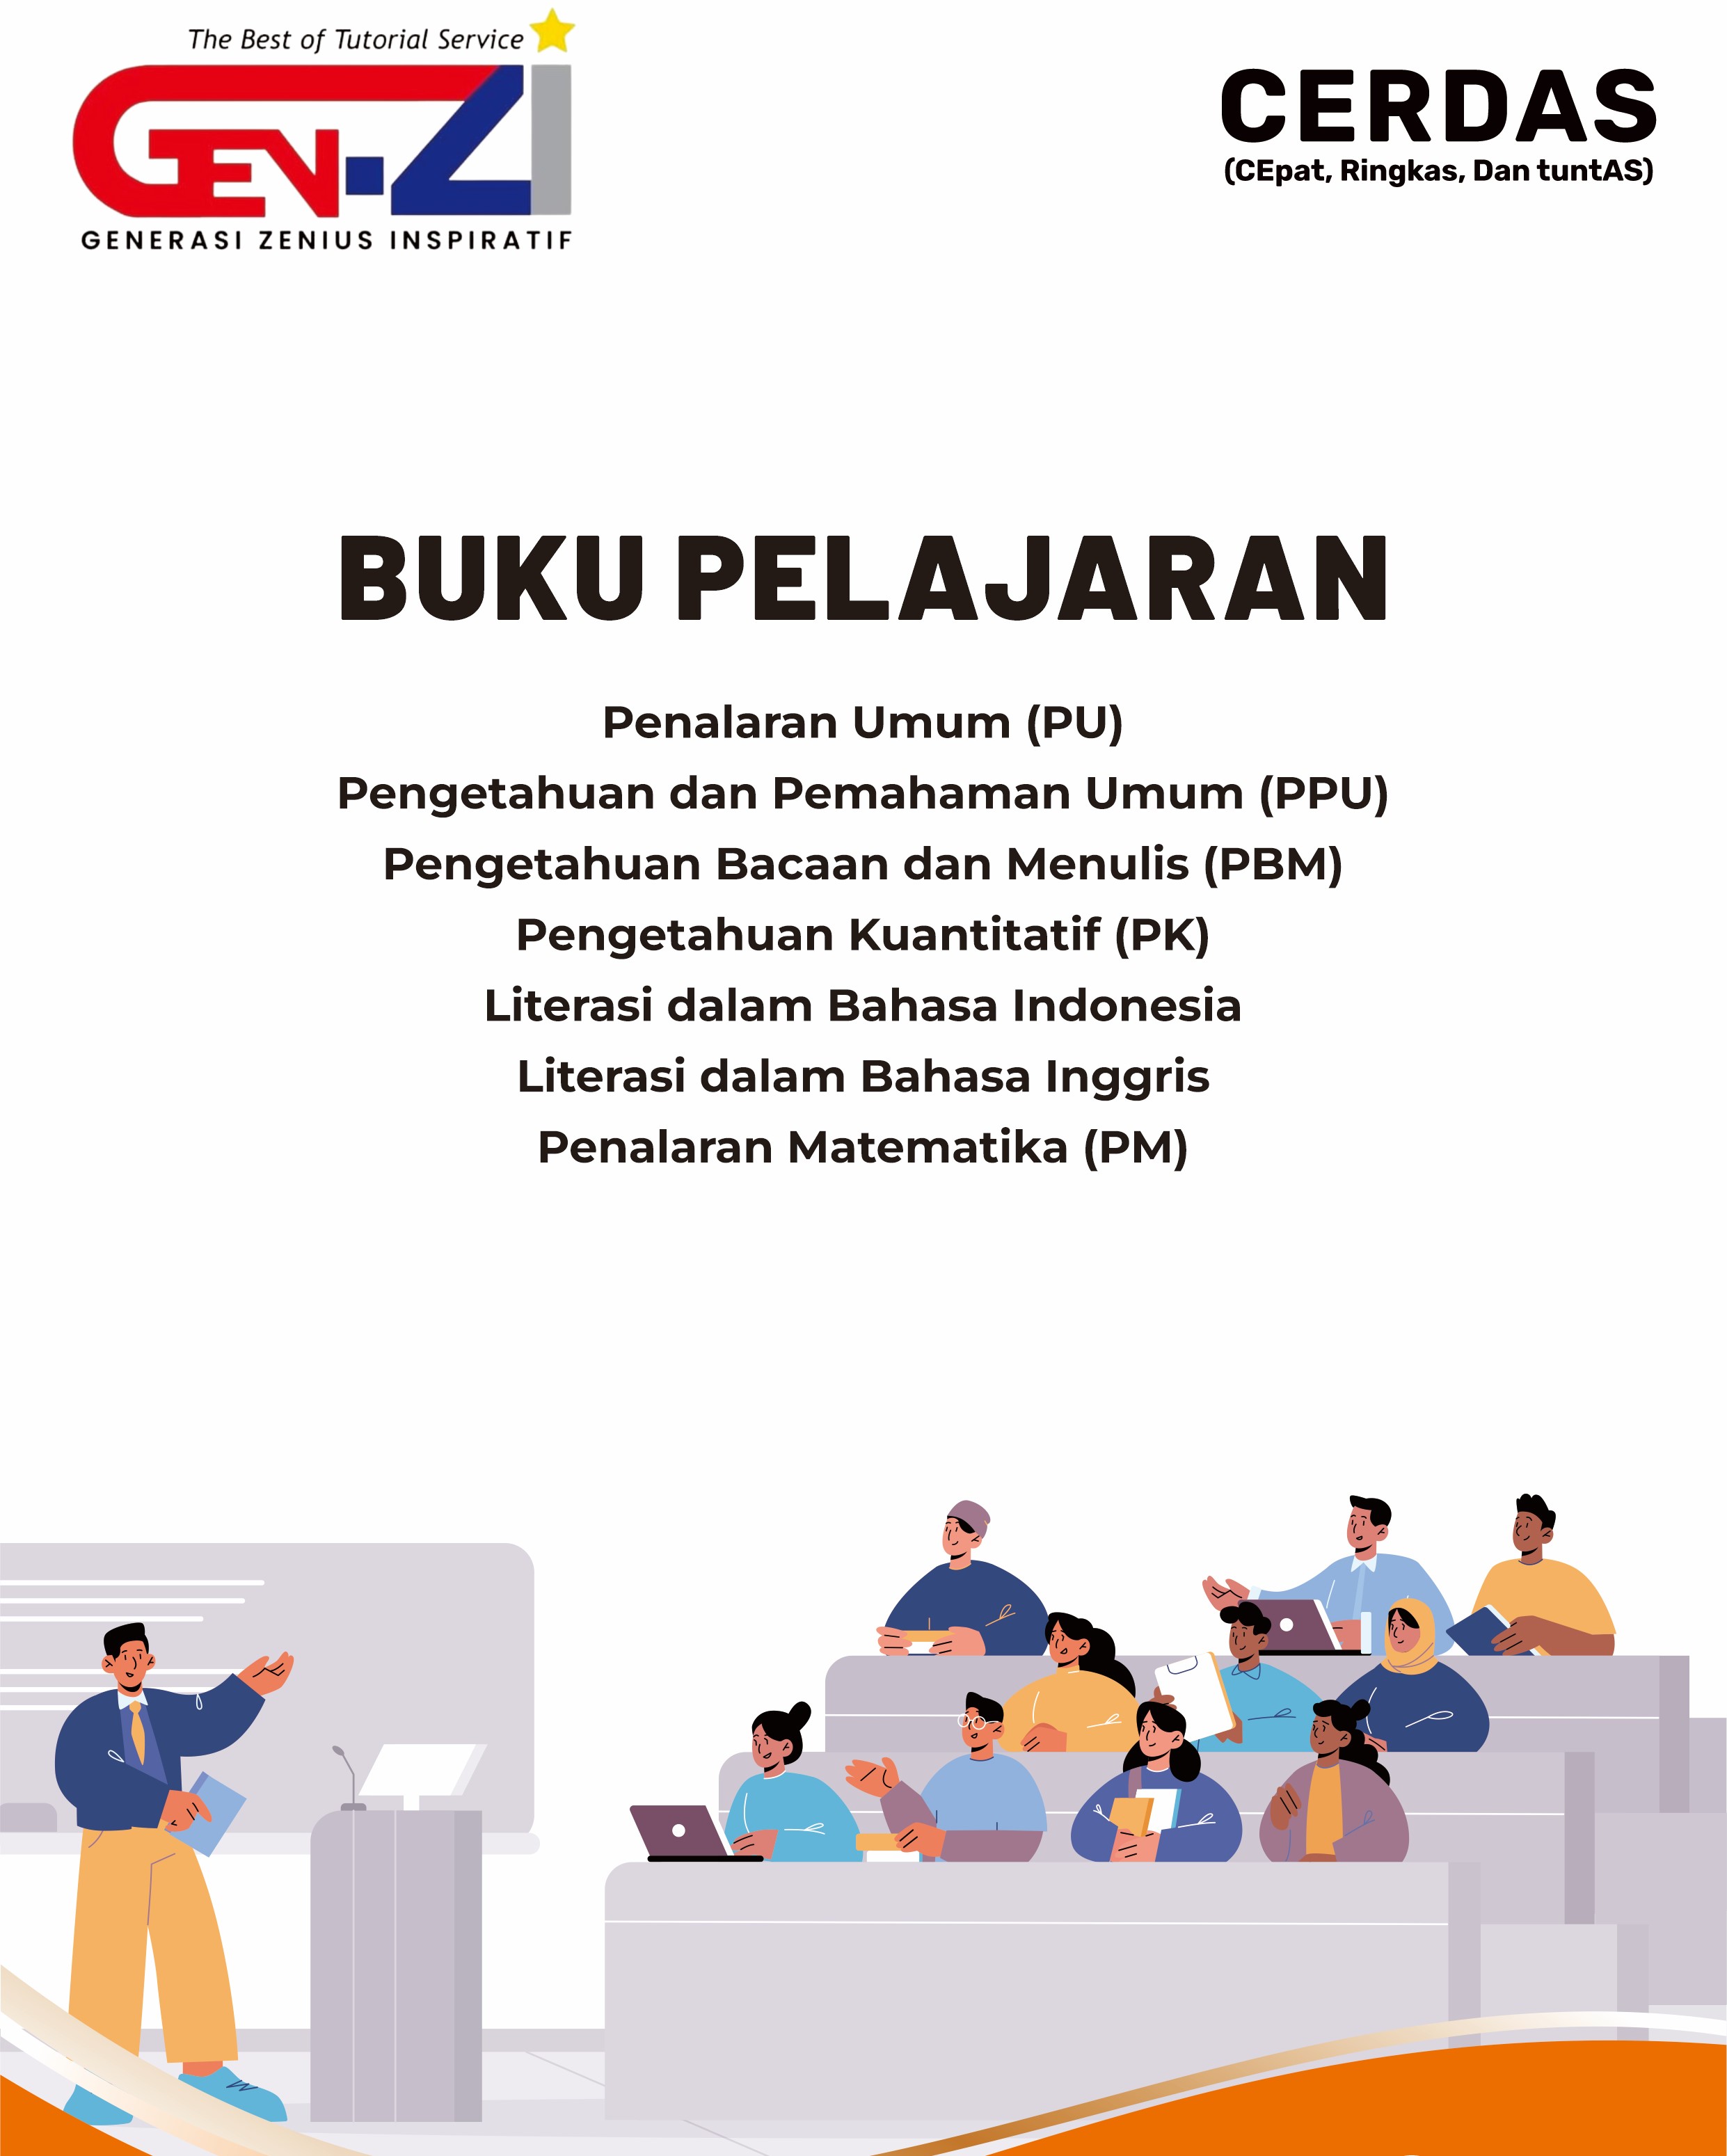 The Best of Tutorial Service
GEN-ZI
GENERASI ZENIUS INSPIRATIF
CERDAS
(CEpat, Ringkas, Dan tuntAS)
BUKU PELAJARAN
Penalaran Umum (PU)
Pengetahuan dan Pemahaman Umum (PPU)
Pengetahuan Bacaan dan Menulis (PBM)
Pengetahuan Kuantitatif (PK)
Literasi dalam Bahasa Indonesia
Literasi dalam Bahasa Inggris
Penalaran Matematika (PM)